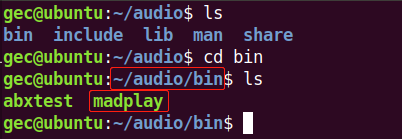 gec@ubuntu:~/audio$ ls
bin include lib man share
gec@ubuntu:~/audio$ cd bin
gec@ubuntu:~/audio/bin$ ls
abxtest madplay
gec@ubuntu:~/audio/bin$